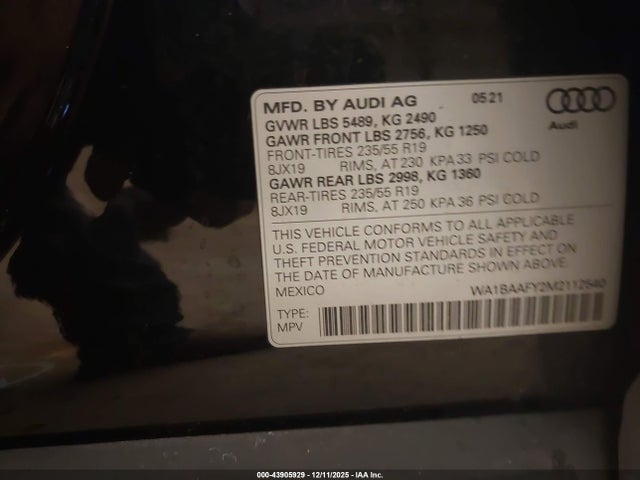 MFD. BY AUDI AG 05 21
Audi
GVWR LBS 5489, KG 2490
GAWR FRONT LBS 2756, KG 1250
FRONT-TIRES 235/55 R19
8JX19 RIMS, AT 230 KPA 33 PSI COLD
GAWR REAR LBS 2998, KG 1360
REAR-TIRES 235/55 R19
8JX19 RIMS, AT 250 KPA 36 PSI COLD
THIS VEHICLE CONFORMS TO ALL APPLICABLE
U.S. FEDERAL MOTOR VEHICLE SAFETY AND
THEFT PREVENTION STANDARDS IN EFFECT ON
THE DATE OF MANUFACTURE SHOWN ABOVE.
MEXICO WA1BAAFY2M2112540
TYPE:
MPV
000-43905929 - 12/11/2025 - IAA Inc.